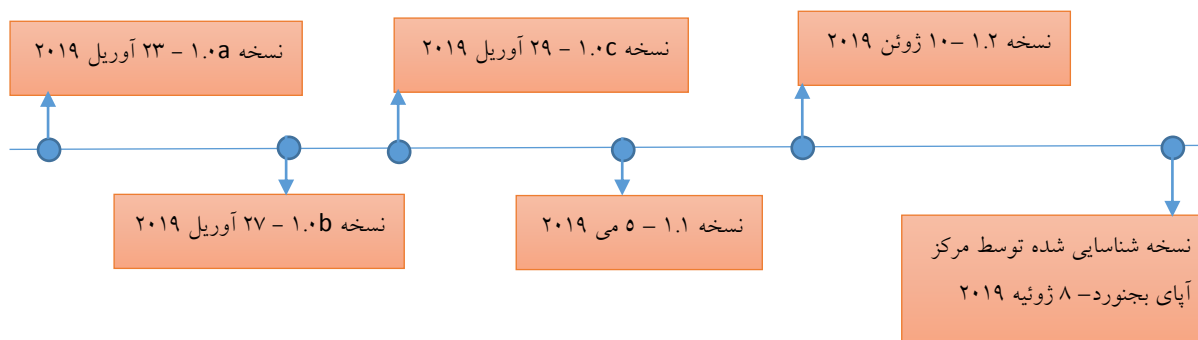 نسخه ۱.۰a – ۲۳ آوریل ۲۰۱۹
نسخه ۱.۰b – ۲۷ آوریل ۲۰۱۹
نسخه ۱.۰c – ۲۹ آوریل ۲۰۱۹
نسخه ۱.۱ – ۵ می ۲۰۱۹
نسخه ۱.۲ –۱۰ ژوئن ۲۰۱۹
نسخه شناسایی شده توسط مرکز
آپای بجنورد– ۸ ژوئیه ۲۰۱۹